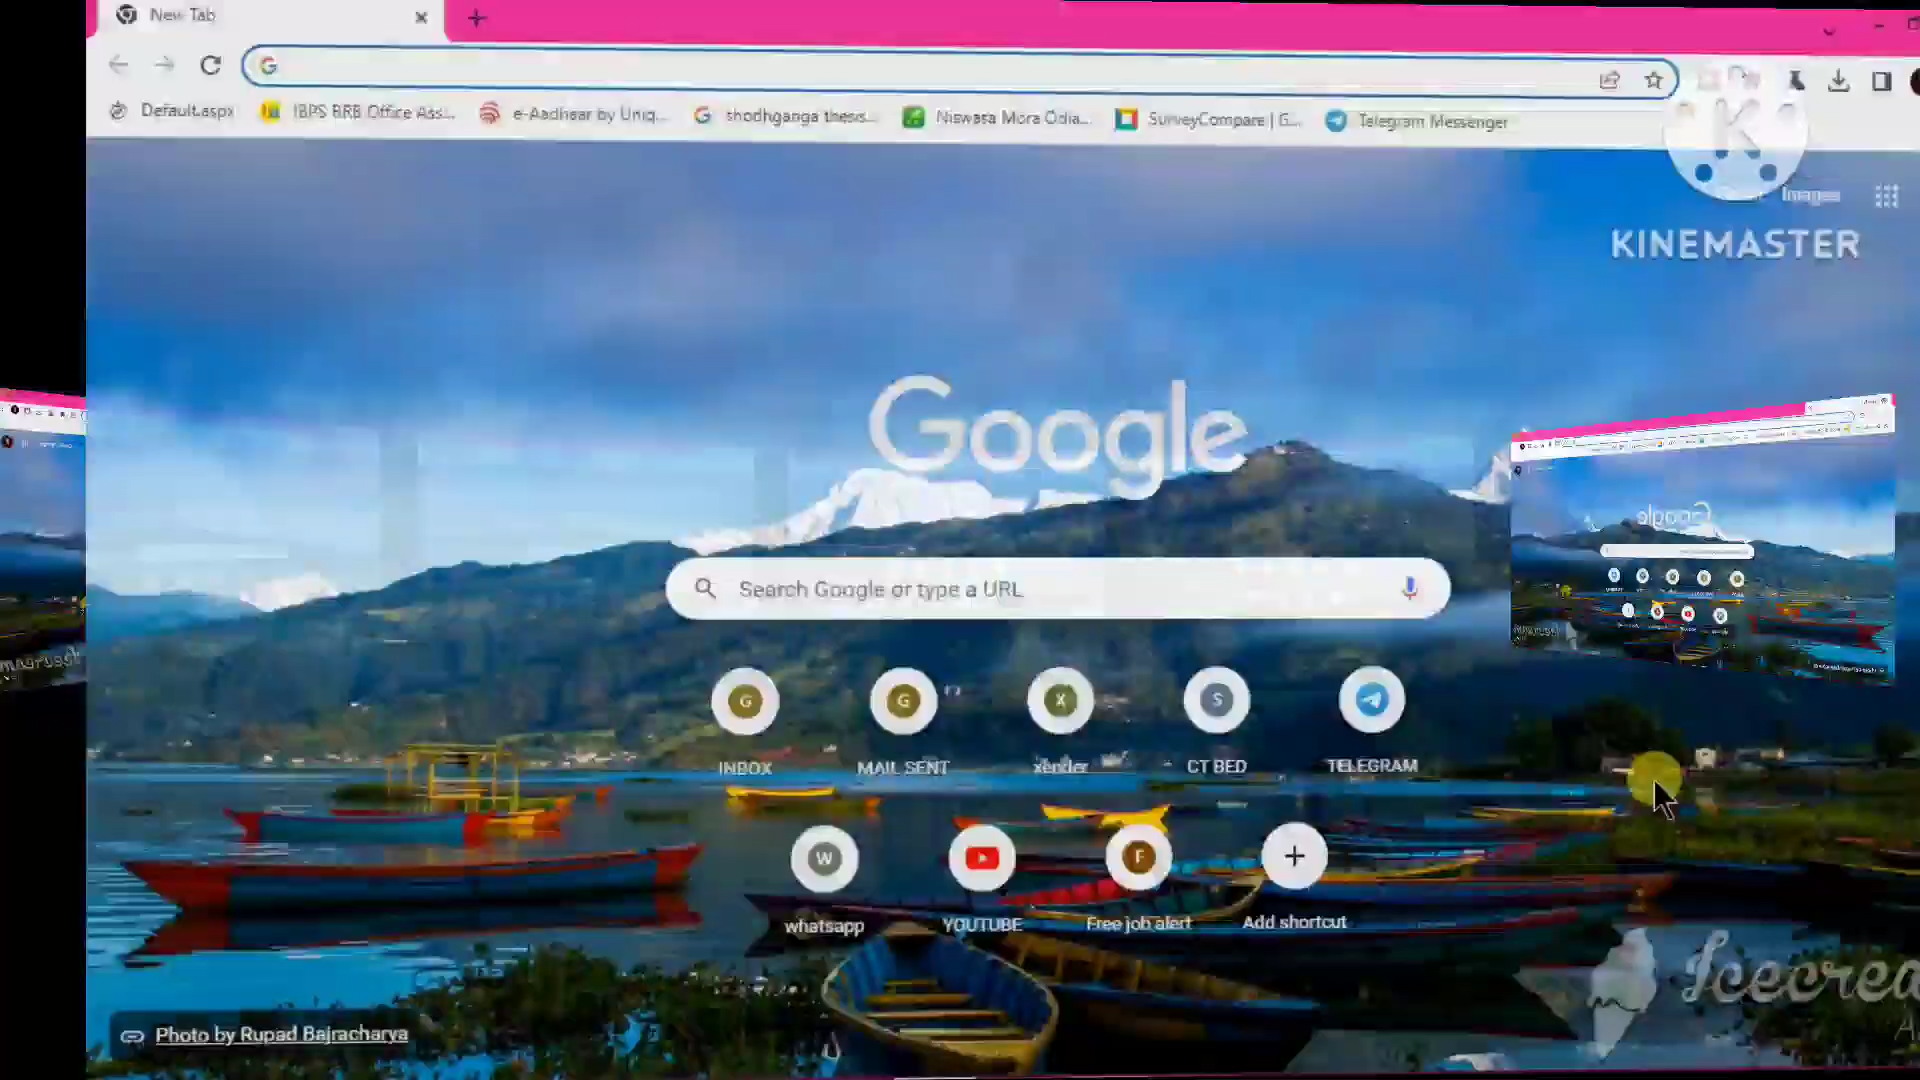 New Tab
Default.aspx
IBPS BRB Office Ass...
e-Aadhaar by Uniq...
shodhganga thesis...
Niswasa Mora Odia...
SurveyCompare | G...
Telegram Messenger
Images
KINEMASTER
Google
Search Google or type a URL
G
G
X
S
INBOX
MAIL SENT
xender
CT BED
TELEGRAM
W
F
whatsapp
YOUTUBE
Free job alert
Add shortcut
Icecrea
Photo by Rupad Bajracharya